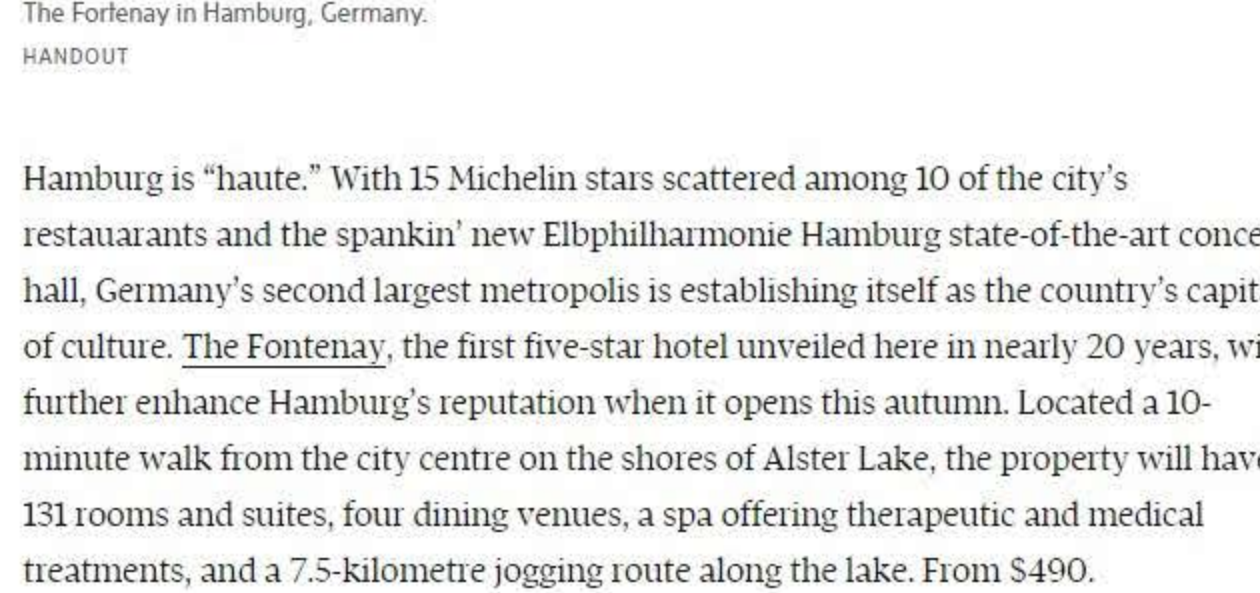 The Fortenay in Hamburg, Germany.
HANDOUT
Hamburg is “haute.” With 15 Michelin stars scattered among 10 of the city’s
restauarants and the spankin’ new Elbphilharmonie Hamburg state-of-the-art conce
hall, Germany’s second largest metropolis is establishing itself as the country’s capit
of culture. The Fontenay, the first five-star hotel unveiled here in nearly 20 years, wi
further enhance Hamburg’s reputation when it opens this autumn. Located a 10-
minute walk from the city centre on the shores of Alster Lake, the property will have
131 rooms and suites, four dining venues, a spa offering therapeutic and medical
treatments, and a 7.5-kilometre jogging route along the lake. From $490.